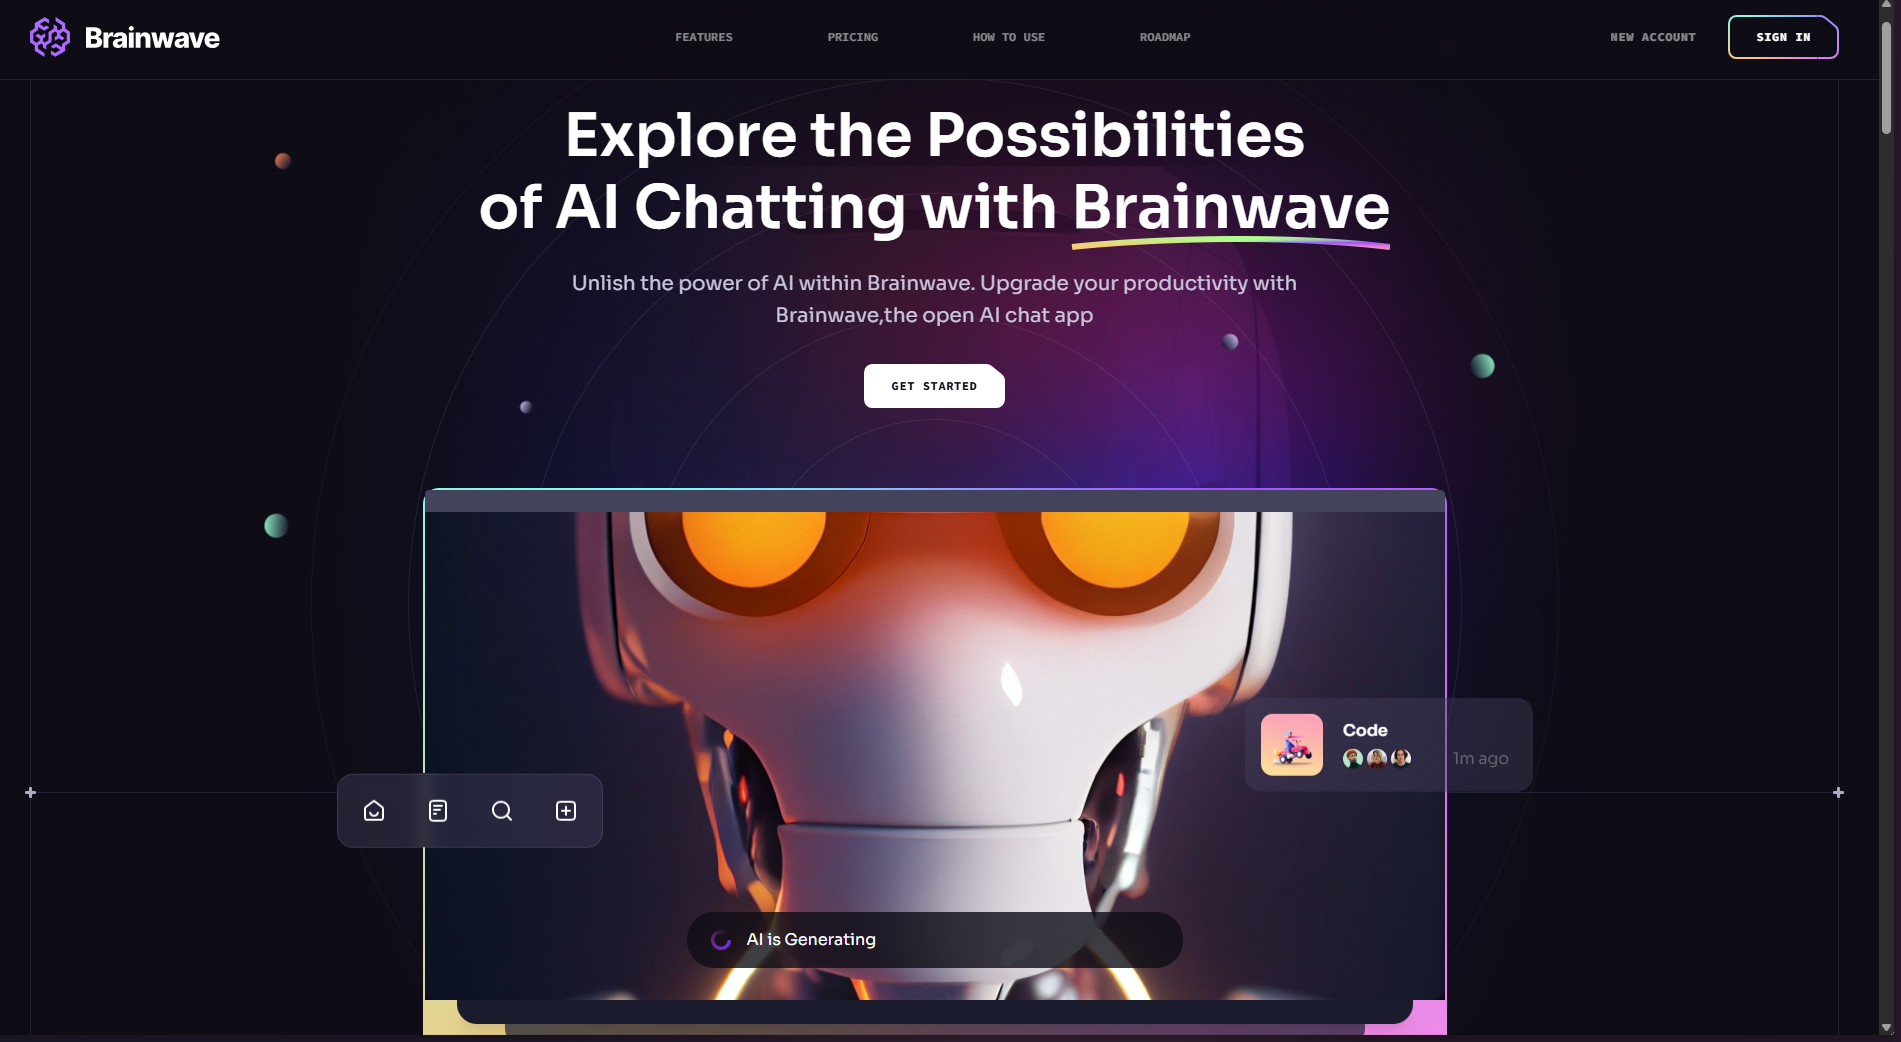 Brainwave
FEATURES
PRICING
HOW TO USE
ROADMAP
NEW ACCOUNT
SIGN IN
Explore the Possibilities
of AI Chatting with Brainwave
Unlish the power of AI within Brainwave. Upgrade your productivity with
Brainwave,the open AI chat app
GET STARTED
Code
1m ago
AI is Generating